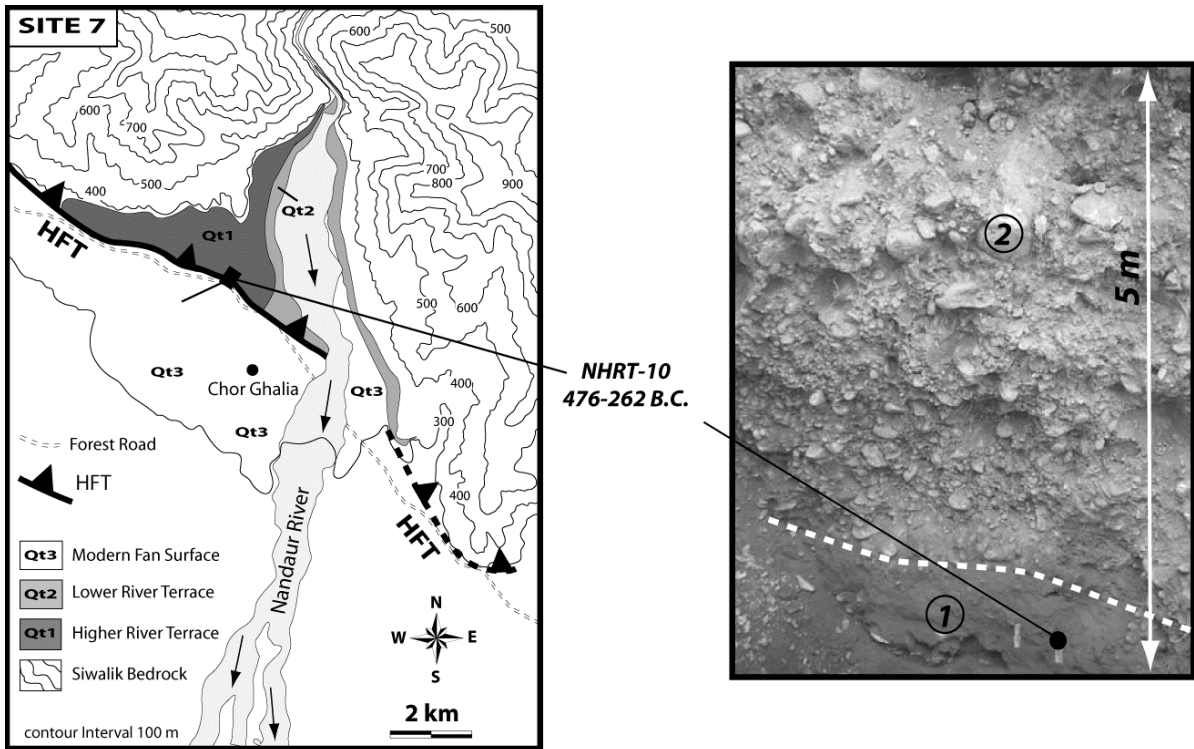 SITE 7
600
500
600
700
700
800
900
400
500
HFT
Qt1
Qt2
500
600
Qt3
Chor Ghalia
Qt3
400
Qt3
300
Forest Road
HFT
400
HFT
Nandaur River
Qt3 Modern Fan Surface
Qt2 Lower River Terrace
Qt1 Higher River Terrace
Siwalik Bedrock
contour Interval 100 m
N
W E
S
2 km
NHRT-10
476-262 B.C.
2
5 m
1